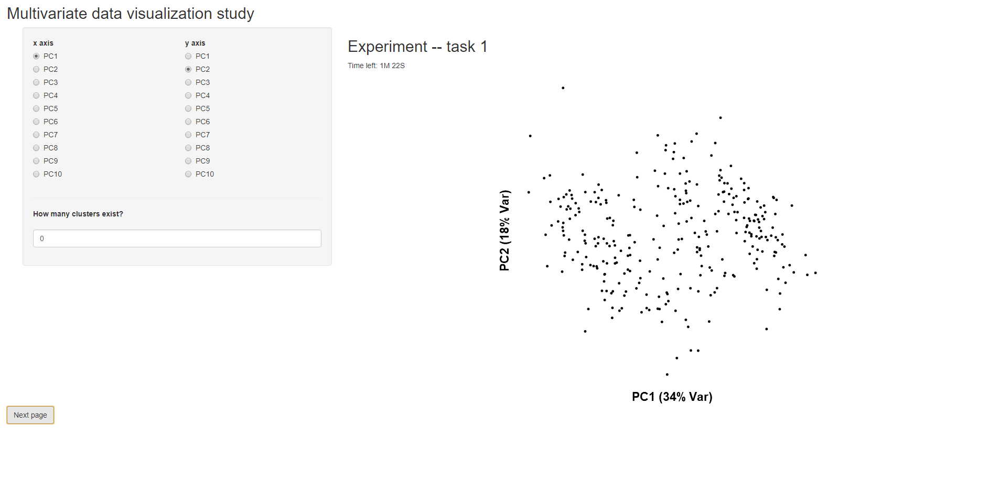 Multivariate data visualization study
x axis
PC1
PC2
PC3
PC4
PC5
PC6
PC7
PC8
PC9
PC10
y axis
PC1
PC2
PC3
PC4
PC5
PC6
PC7
PC8
PC9
PC10
How many clusters exist?
0
Next page
Experiment -- task 1
Time left: 1M 22S
PC2 (18% Var)
PC1 (34% Var)